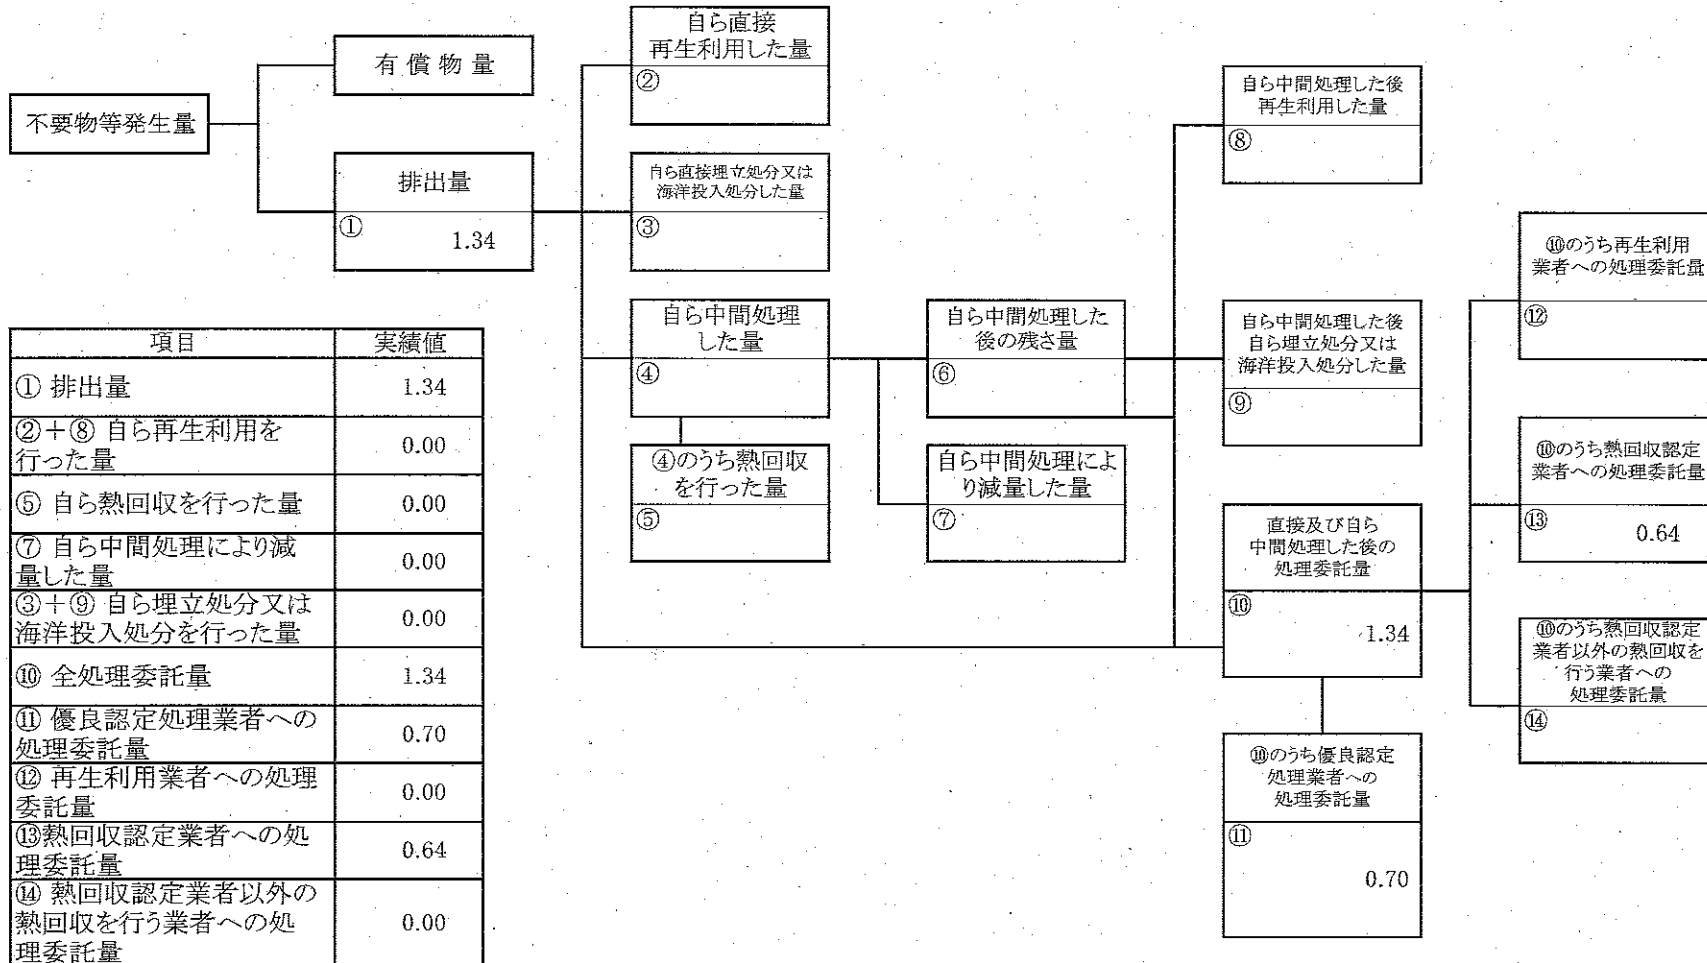 不要物等発生量
有償物量
排出量
①
1.34
自ら直接
再生利用した量
②
自ら直接埋立処分又は
海洋投入処分した量
③
自ら中間処理
した量
④
④のうち熱回収
を行った量
⑤
自ら中間処理した
後の残さ量
⑥
自ら中間処理によ
り減量した量
⑦
自ら中間処理した後
再生利用した量
⑧
自ら中間処理した後
自ら埋立処分又は
海洋投入処分した量
⑨
直接及び自ら
中間処理した後の
処理委託量
⑩
1.34
⑩のうち優良認定
処理業者への
処理委託量
⑪
0.70
⑩のうち再生利用
業者への処理委託量
⑫
⑩のうち熱回収認定
業者への処理委託量
⑬
0.64
⑩のうち熱回収認定
業者以外の熱回収を
行う業者への
処理委託量
⑭
項目 実績値
① 排出量 1.34
②+⑧ 自ら再生利用を
行った量 0.00
⑤ 自ら熱回収を行った量 0.00
⑦ 自ら中間処理により減
量した量 0.00
③+⑨ 自ら埋立処分又は
海洋投入処分を行った量 0.00
⑩ 全処理委託量 1.34
⑪ 優良認定処理業者への
処理委託量 0.70
⑫ 再生利用業者への処理
委託量 0.00
⑬熱回収認定業者への処
理委託量 0.64
⑭ 熱回収認定業者以外の
熱回収を行う業者への処
理委託量 0.00